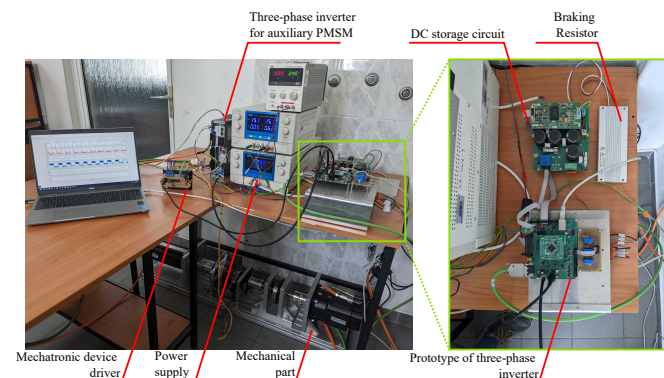 Three-phase inverter
for auxiliary PMSM
DC storage circuit
Braking
Resistor
Mechatronic device
driver
Power
supply
Mechanical
part
Prototype of three-phase
inverter